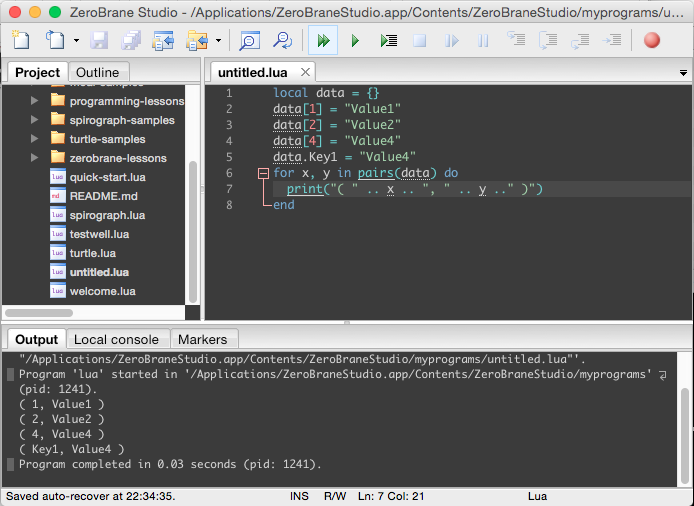 ZeroBrane Studio - /Applications/ZeroBraneStudio.app/Contents/ZeroBraneStudio/myprograms/u...
Project
Outline
programming-lessons
spirograph-samples
turtle-samples
zerobrane-lessons
quick-start.lua
README.md
spirograph.lua
testwell.lua
turtle.lua
untitled.lua
welcome.lua
untitled.lua
1 local data = {}
2 data[1] = "Value1"
3 data[2] = "Value2"
4 data[4] = "Value4"
5 data.Key1 = "Value4"
6 for x, y in pairs(data) do
7 print("( " .. x .. ", " .. y .." )")
8 end
Output
Local console
Markers
"/Applications/ZeroBraneStudio.app/Contents/ZeroBraneStudio/myprograms/untitled.lua"'.
Program 'lua' started in '/Applications/ZeroBraneStudio.app/Contents/ZeroBraneStudio/myprograms'
(pid: 1241).
( 1, Value1 )
( 2, Value2 )
( 4, Value4 )
( Key1, Value4 )
Program completed in 0.03 seconds (pid: 1241).
Saved auto-recover at 22:34:35. INS R/W Ln: 7 Col: 21 Lua